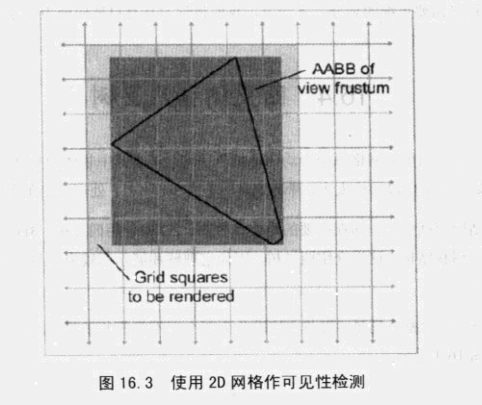 AABB of
view frustum
Grid squares
to be rendered
图 16.3 使用 2D 网格作可见性检测